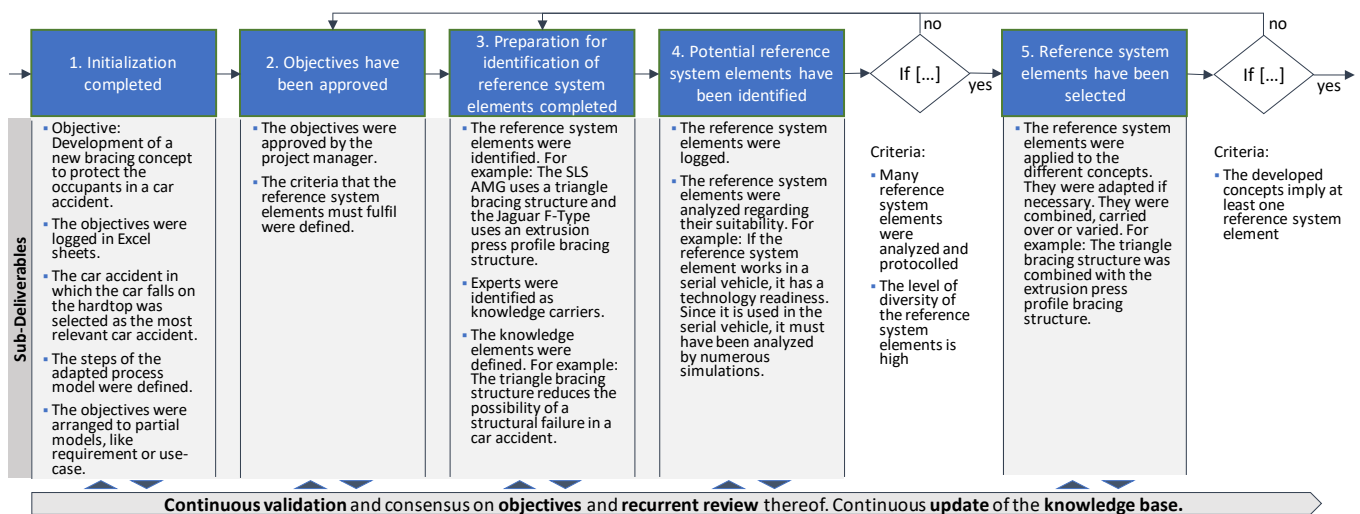 no
no
1. Initialization
completed
2. Objectives have
been approved
3. Preparation for
identification of
reference system
elements completed
4. Potential reference
system elements have
been identified
If [...]
yes
5. Reference system
elements have been
selected
If [...]
yes
Sub-Deliverables
▪ Objective:
Development of a
new bracing concept
to protect the
occupants in a car
accident.
▪ The objectives were
logged in Excel
sheets.
▪ The car accident in
which the car falls on
the hardtop was
selected as the most
relevant car accident.
▪ The steps of the
adapted process
model were defined.
▪ The objectives were
arranged to partial
models, like
requirement or use-
case.
▪ The objectives were
approved by the
project manager.
▪ The criteria that the
reference system
elements must fulfil
were defined.
▪ The reference system
elements were
identified. For
example: The SLS
AMG uses a triangle
bracing structure and
the Jaguar F-Type
uses an extrusion
press profile bracing
structure.
▪ Experts were
identified as
knowledge carriers.
▪ The knowledge
elements were
defined. For example:
The triangle bracing
structure reduces the
possibility of a
structural failure in a
car accident.
▪ The reference system
elements were
logged.
▪ The reference system
elements were
analyzed regarding
their suitability. For
example: If the
reference system
element works in a
serial vehicle, it has a
technology readiness.
Since it is used in the
serial vehicle, it must
have been analyzed
by numerous
simulations.
Criteria:
▪ Many
reference
system
elements
were
analyzed and
protocolled
▪ The level of
diversity of
the reference
system
elements is
high
▪ The reference system
elements were
applied to the
different concepts.
They were adapted if
necessary. They were
combined, carried
over or varied. For
example: The triangle
bracing structure was
combined with the
extrusion press
profile bracing
structure.
Criteria:
▪ The developed
concepts imply at
least one
reference system
element
Continuous validation and consensus on objectives and recurrent review thereof. Continuous update of the knowledge base.